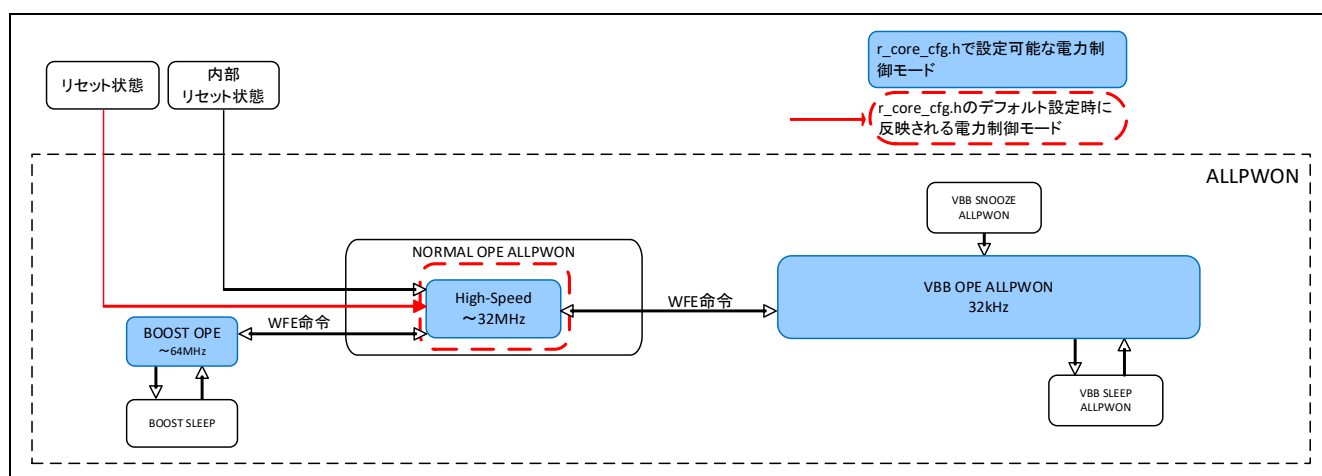 r_core_cfg.hで設定可能な電力制
御モード
リセット状態
内部
リセット状態
r_core_cfg.hのデフォルト設定時に
反映される電力制御モード
ALLPWON
VBB SNOOZE
ALLPWON
NORMAL OPE ALLPWON
High-Speed
～32MHz
WFE命令
VBB OPE ALLPWON
32kHz
WFE命令
BOOST OPE
～64MHz
BOOST SLEEP
VBB SLEEP
ALLPWON